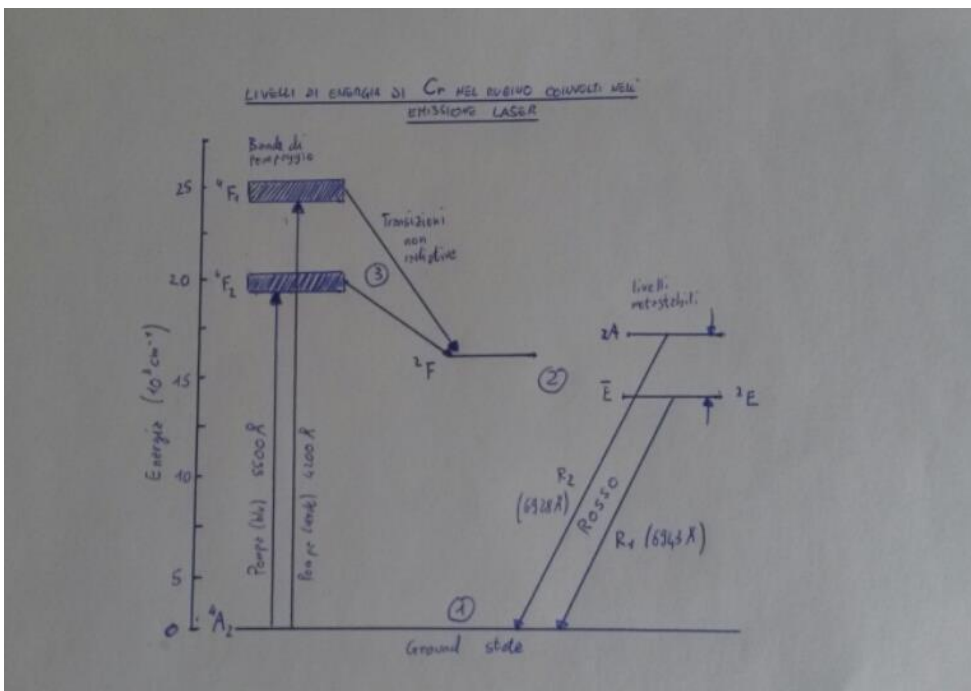 LIVELLI DI ENERGIA DI Cr NEL RUBINO COINVOLTI NELL'
EMISSIONE LASER
Bande di
pompaggio
25
⁴F₁
Transizioni
non
radiative
③
20
⁴F₂
livelli
metastabili
2A
²F
②
15
Ē
²E
Energia (10³ cm⁻¹)
10
Pompa (blu) 5500 Å
Pompa (verde) 4200 Å
R₂
(6928 Å)
ROSSO
R₁ (6943 Å)
5
0
⁴A₂
①
Ground state